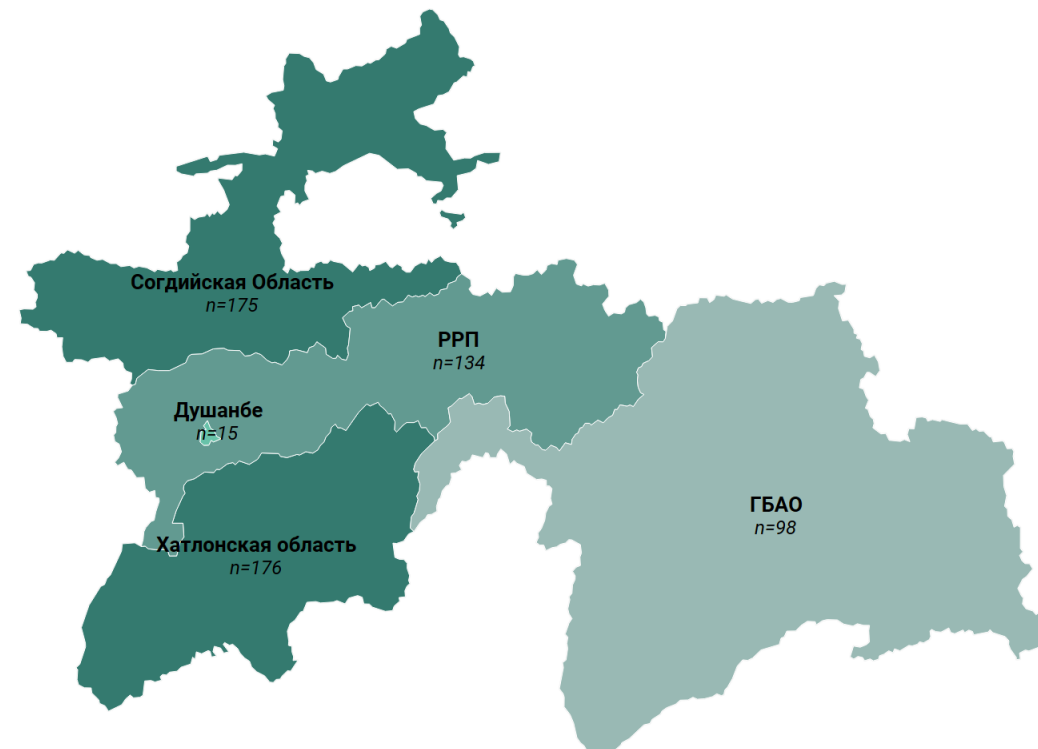 Согдийская Область
n=175
РРП
n=134
Душанбе
n=15
ГБАО
n=98
Хатлонская область
n=176